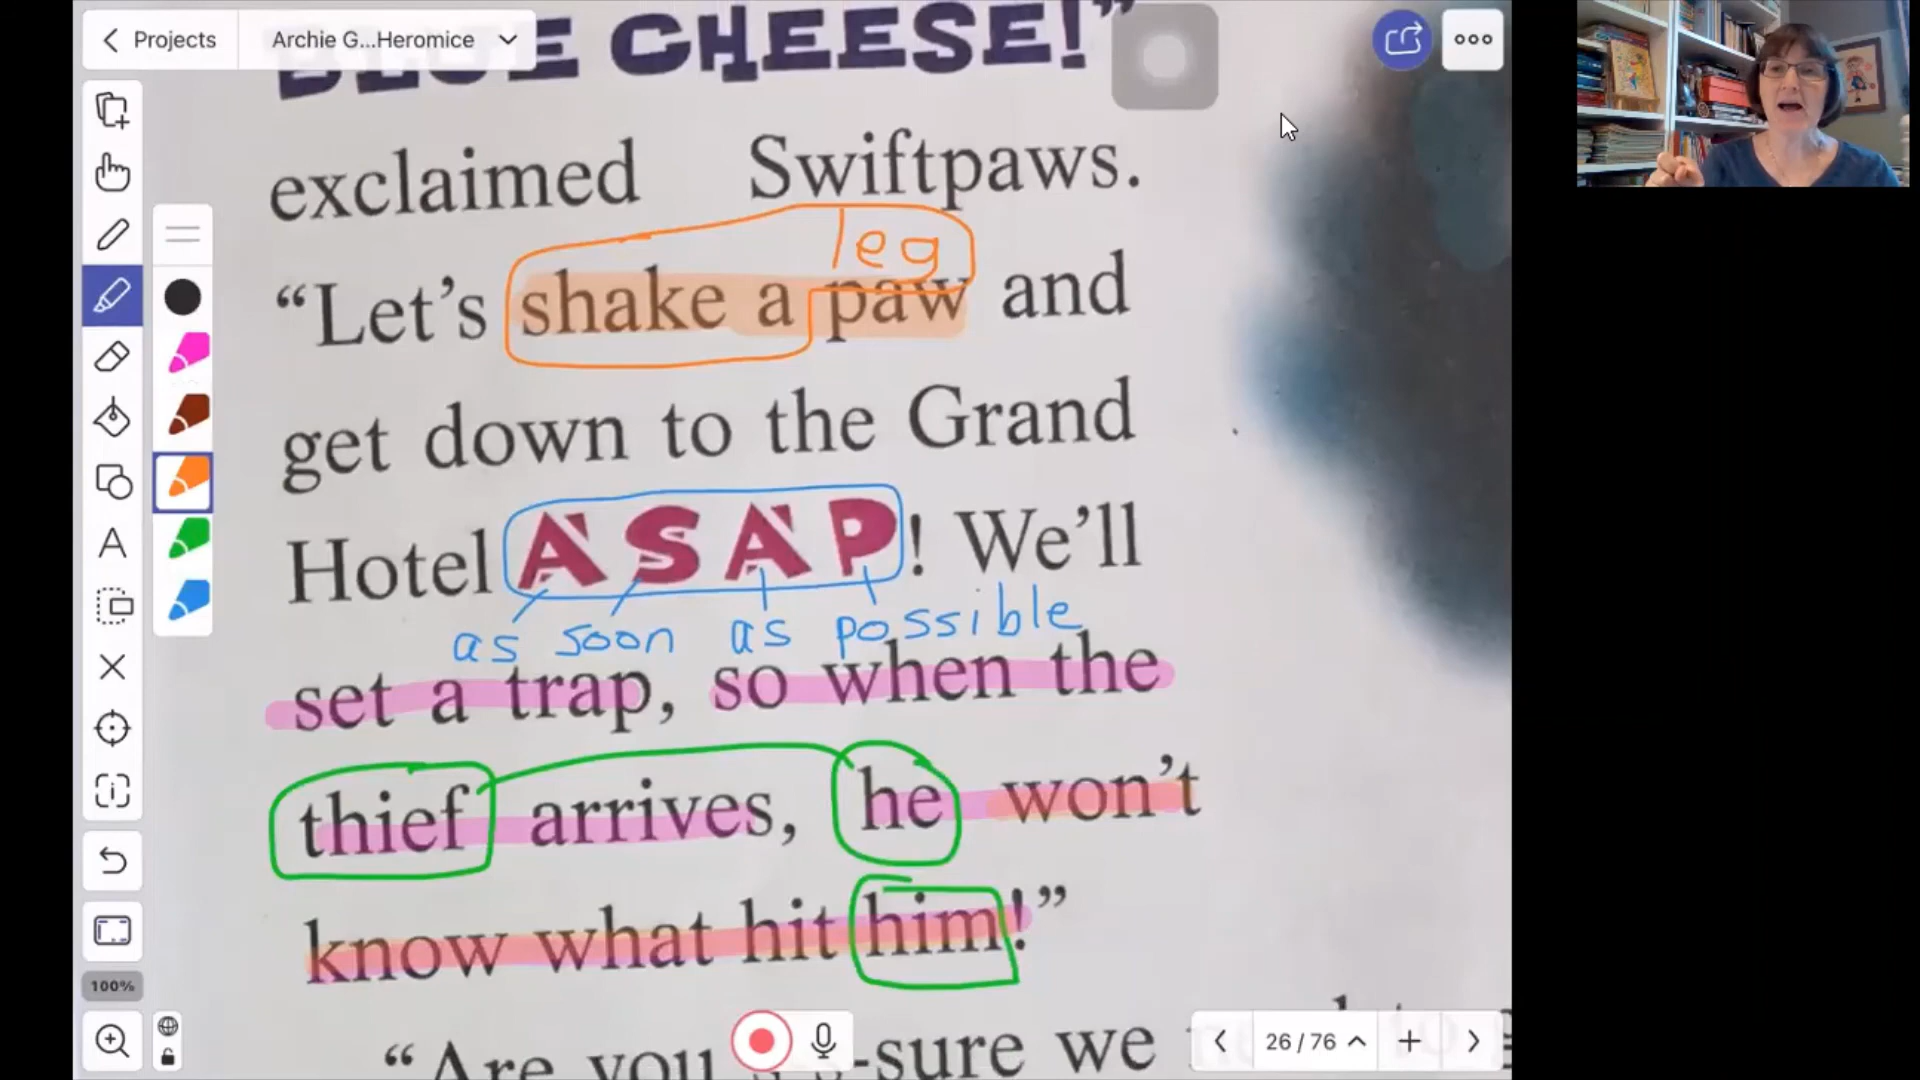 Projects
Archie G...Heromice
BLUE CHEESE!”
exclaimed Swiftpaws.
leg
“Let’s shake a paw and
get down to the Grand
Hotel ASAP! We’ll
as soon as possible
set a trap, so when the
thief arrives, he won’t
know what hit him!”
“Are you s-sure we
100%
26 / 76